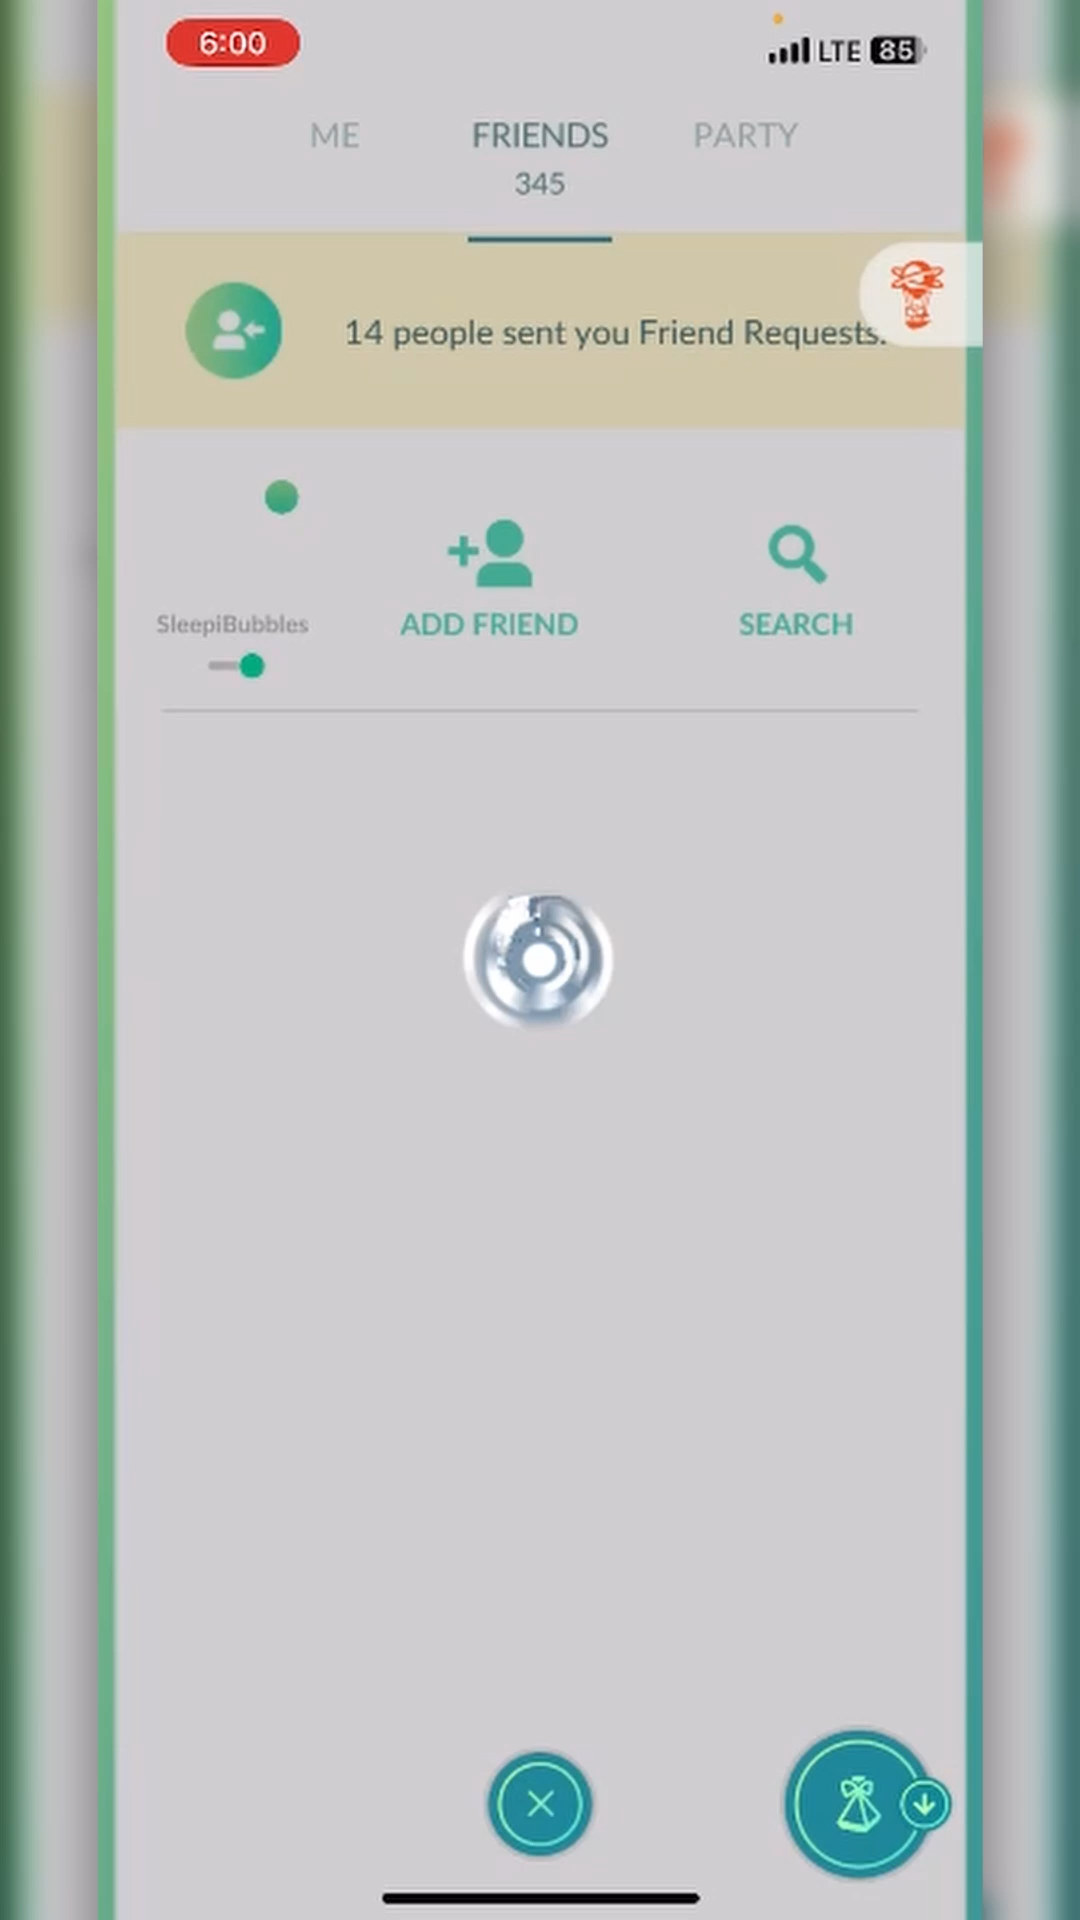 6:00
LTE 85
ME FRIENDS PARTY
345
14 people sent you Friend Requests.
SleepiBubbles
ADD FRIEND
SEARCH